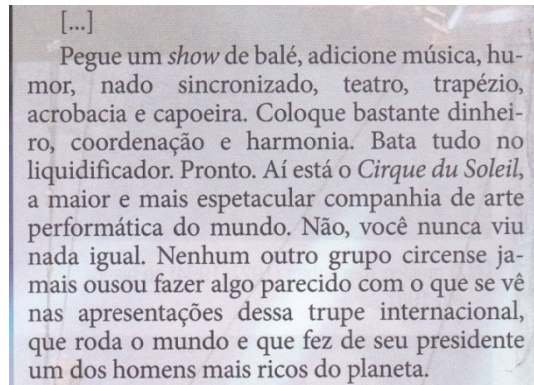 [...]
Pegue um show de balé, adicione música, hu-
mor, nado sincronizado, teatro, trapézio,
acrobacia e capoeira. Coloque bastante dinhei-
ro, coordenação e harmonia. Bata tudo no
liquidificador. Pronto. Aí está o Cirque du Soleil,
a maior e mais espetacular companhia de arte
performática do mundo. Não, você nunca viu
nada igual. Nenhum outro grupo circense ja-
mais ousou fazer algo parecido com o que se vê
nas apresentações dessa trupe internacional,
que roda o mundo e que fez de seu presidente
um dos homens mais ricos do planeta.